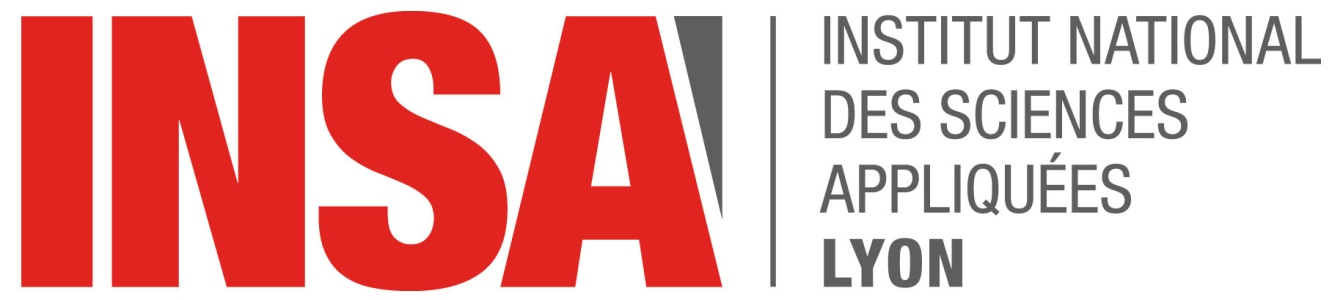 INSA
INSTITUT NATIONAL
DES SCIENCES
APPLIQUÉES
LYON